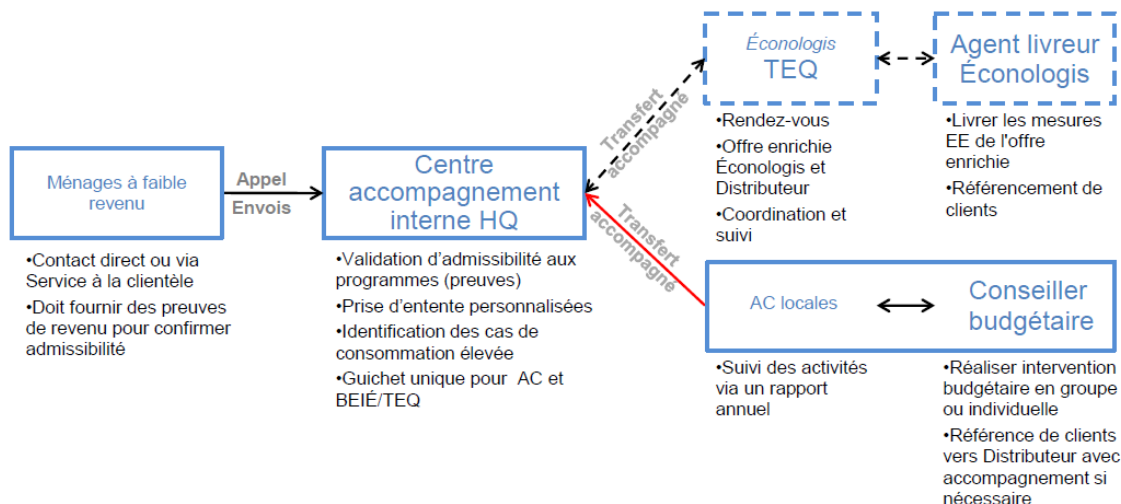 Ménages à faible
revenu
•Contact direct ou via
Service à la clientèle
•Doit fournir des preuves
de revenu pour confirmer
admissibilité
Appel
Envois
Centre
accompagnement
interne HQ
•Validation d'admissibilité aux
programmes (preuves)
•Prise d'entente personnalisées
•Identification des cas de
consommation élevée
•Guichet unique pour AC et
BEIÉ/TEQ
Transfert
accompagné
Transfert
accompagné
Éconologis
TEQ
•Rendez-vous
•Offre enrichie
Éconologis et
Distributeur
•Coordination et
suivi
Agent livreur
Éconologis
•Livrer les mesures
EE de l'offre
enrichie
•Référencement de
clients
AC locales
•Suivi des activités
via un rapport
annuel
Conseiller
budgétaire
•Réaliser intervention
budgétaire en groupe
ou individuelle
•Référence de clients
vers Distributeur avec
accompagnement si
nécessaire